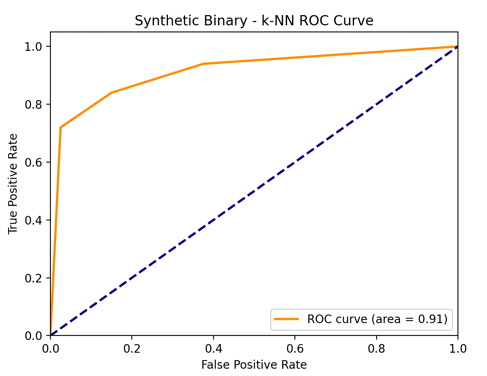 Synthetic Binary - k-NN ROC Curve
True Positive Rate
1.0
0.8
0.6
0.4
0.2
0.0
ROC curve (area = 0.91)
0.0 0.2 0.4 0.6 0.8 1.0
False Positive Rate